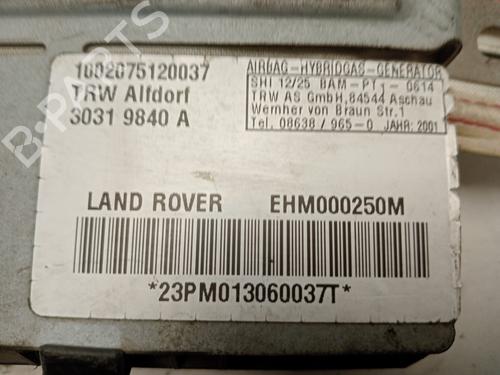 1602075120037
TRW Alfdorf
3031 9840 A
AIRBAG-HYBRIDGAS-GENERATOR
SHI 12/25 BAM-PT1-0614
TRW AS GmbH, 84544 Aschau
Wernher von Braun Str.1
Tel. 08638/965-0 JAHR: 2001
LAND ROVER EHM000250M
*23PM013060037T*
B-PARTS